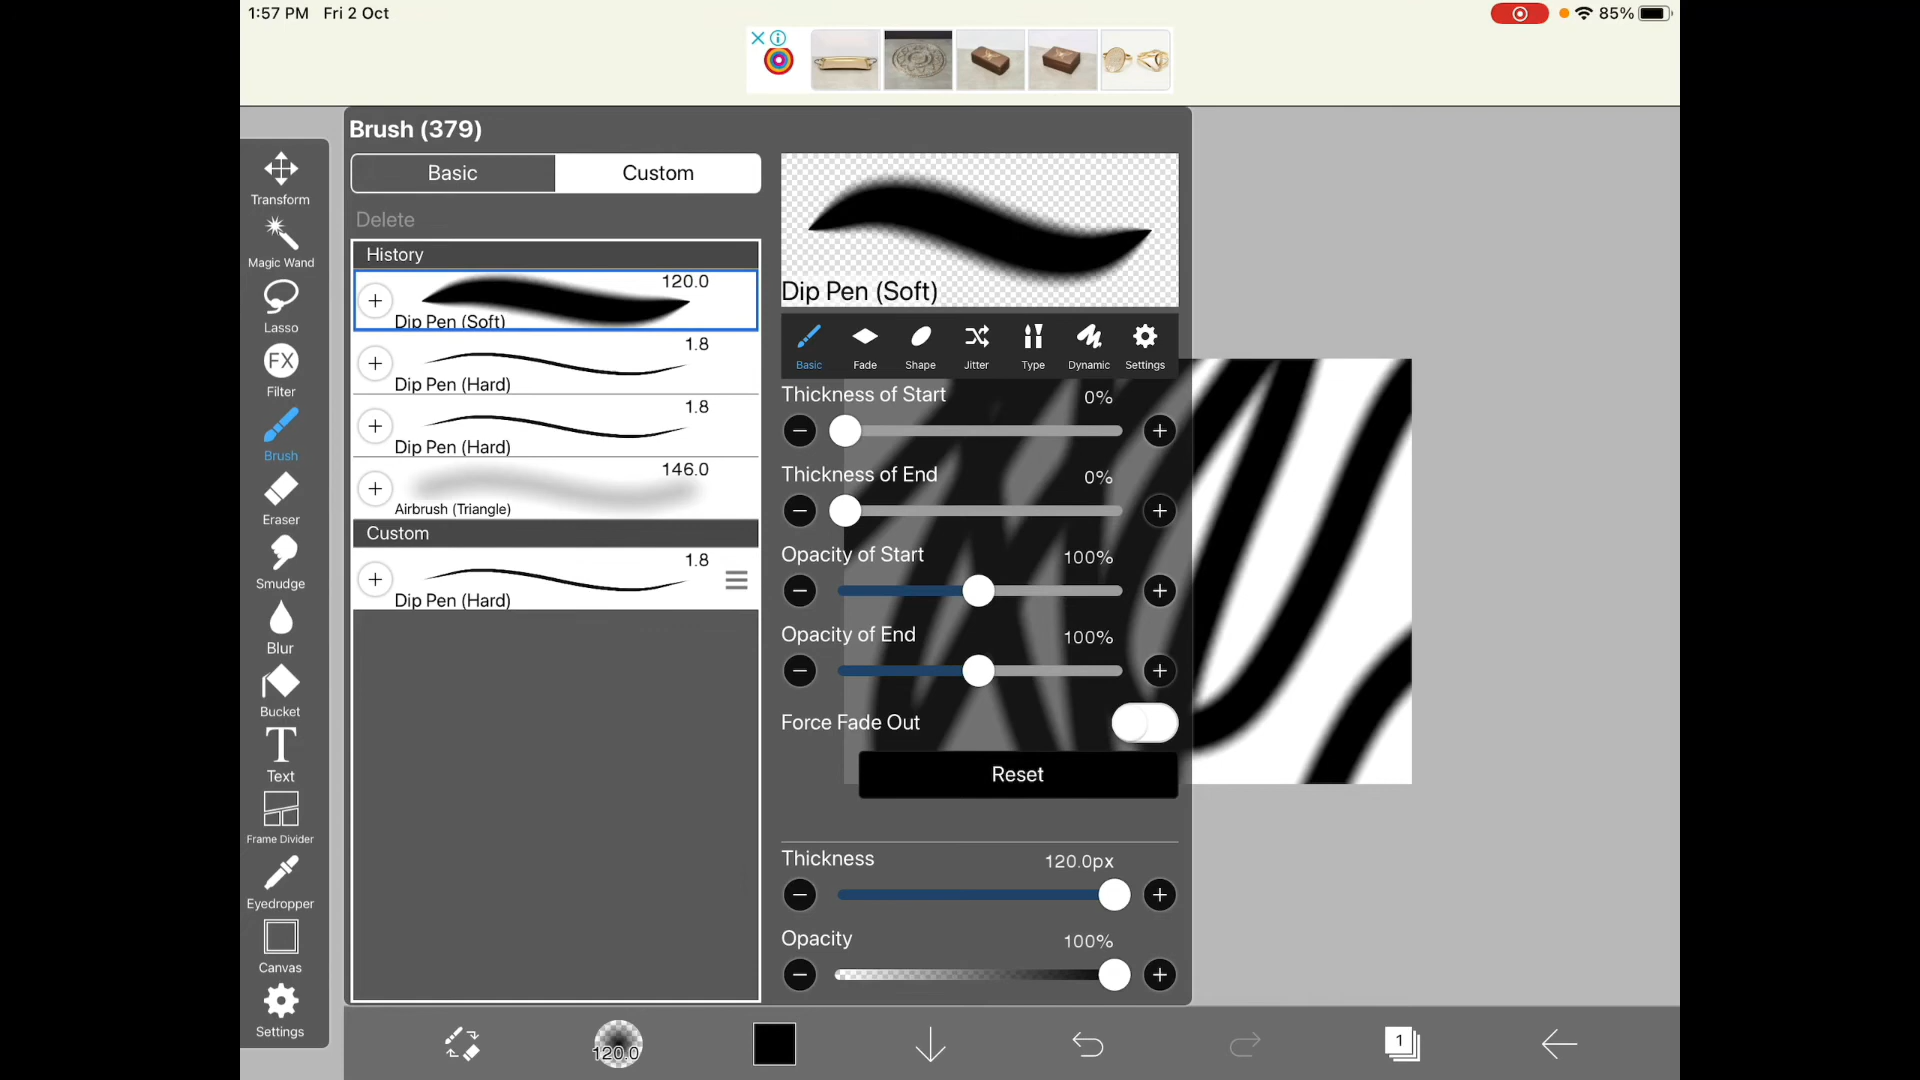 1:57 PM Fri 2 Oct
85%
Brush (379)
Basic Custom
Delete
History
120.0
Dip Pen (Soft)
1.8
Dip Pen (Hard)
1.8
Dip Pen (Hard)
146.0
Airbrush (Triangle)
Custom
1.8
Dip Pen (Hard)
Transform
Magic Wand
Lasso
FX
Filter
Brush
Eraser
Smudge
Blur
Bucket
T
Text
Frame Divider
Eyedropper
Canvas
Settings
Dip Pen (Soft)
Basic Fade Shape Jitter Type Dynamic Settings
Thickness of Start 0%
Thickness of End 0%
Opacity of Start 100%
Opacity of End 100%
Force Fade Out
Reset
Thickness 120.0px
Opacity 100%
120.0
1